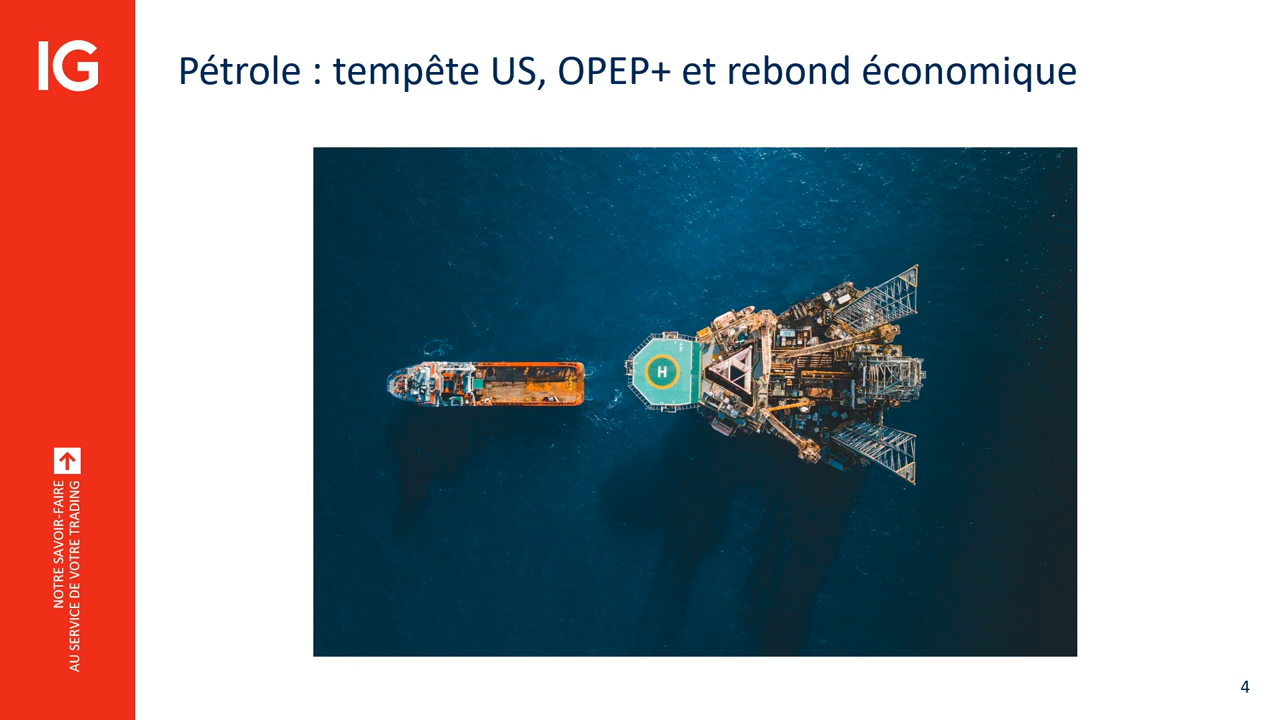 IG
Pétrole : tempête US, OPEP+ et rebond économique
H
NOTRE SAVOIR-FAIRE
AU SERVICE DE VOTRE TRADING
4